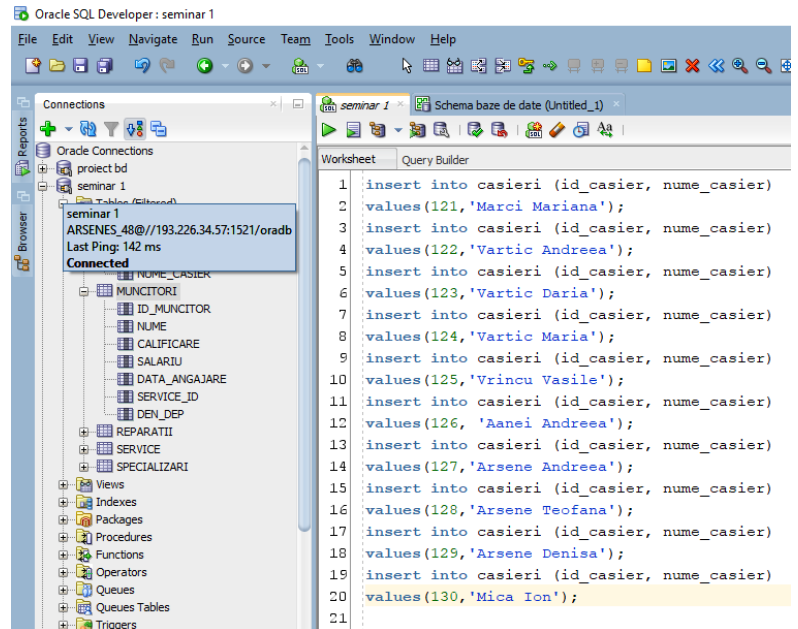 Oracle SQL Developer : seminar 1
File Edit View Navigate Run Source Team Tools Window Help
Connections
Reports
Browser
Oracle Connections
proiect bd
seminar 1
Tables (Filtered)
seminar 1
ARSENES_48@//193.226.34.57:1521/oradb
Last Ping: 142 ms
Connected
NUME_CASIER
MUNCITORI
ID_MUNCITOR
NUME
CALIFICARE
SALARIU
DATA_ANGAJARE
SERVICE_ID
DEN_DEP
REPARATII
SERVICE
SPECIALIZARI
Views
Indexes
Packages
Procedures
Functions
Operators
Queues
Queues Tables
Triggers
seminar 1
Schema baze de date (Untitled_1)
Worksheet Query Builder
1 insert into casieri (id_casier, nume_casier)
2 values(121,'Marci Mariana');
3 insert into casieri (id_casier, nume_casier)
4 values(122,'Vartic Andreea');
5 insert into casieri (id_casier, nume_casier)
6 values(123,'Vartic Daria');
7 insert into casieri (id_casier, nume_casier)
8 values(124,'Vartic Maria');
9 insert into casieri (id_casier, nume_casier)
10 values(125,'Vrincu Vasile');
11 insert into casieri (id_casier, nume_casier)
12 values(126, 'Aanei Andreea');
13 insert into casieri (id_casier, nume_casier)
14 values(127,'Arsene Andreea');
15 insert into casieri (id_casier, nume_casier)
16 values(128,'Arsene Teofana');
17 insert into casieri (id_casier, nume_casier)
18 values(129,'Arsene Denisa');
19 insert into casieri (id_casier, nume_casier)
20 values(130,'Mica Ion');
21